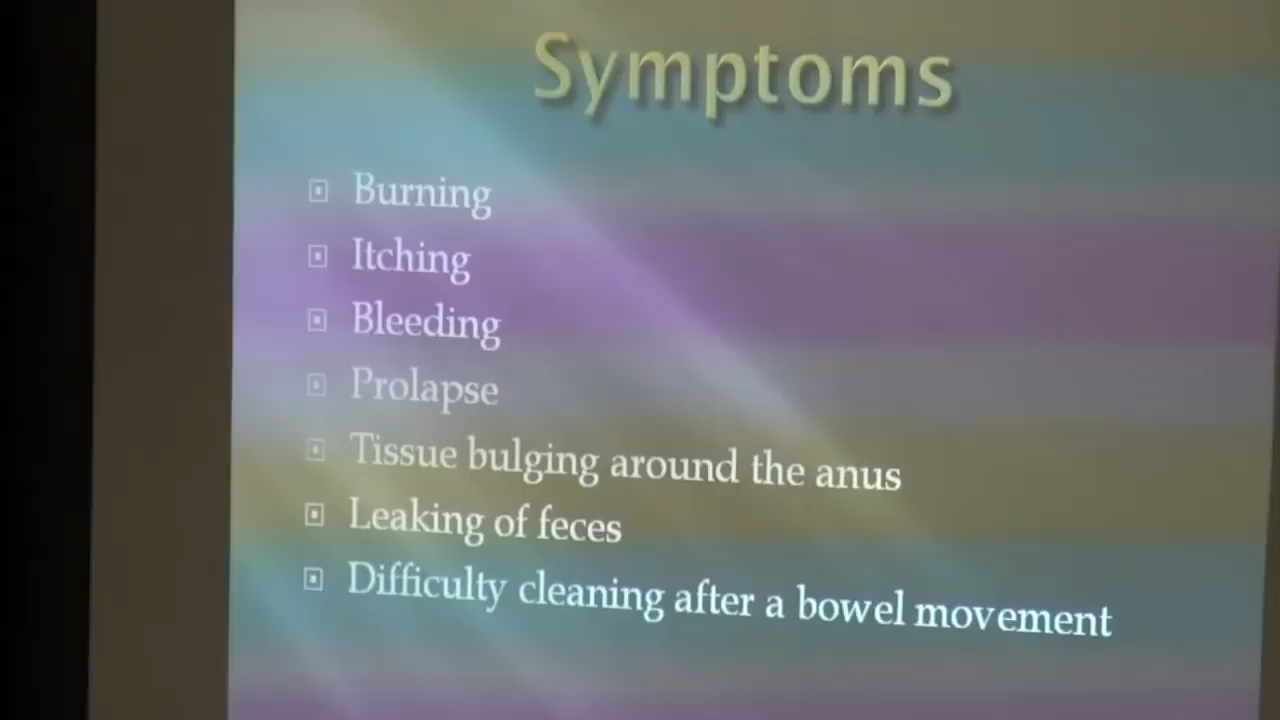 Symptoms
Burning
Itching
Bleeding
Prolapse
Tissue bulging around the anus
Leaking of feces
Difficulty cleaning after a bowel movement